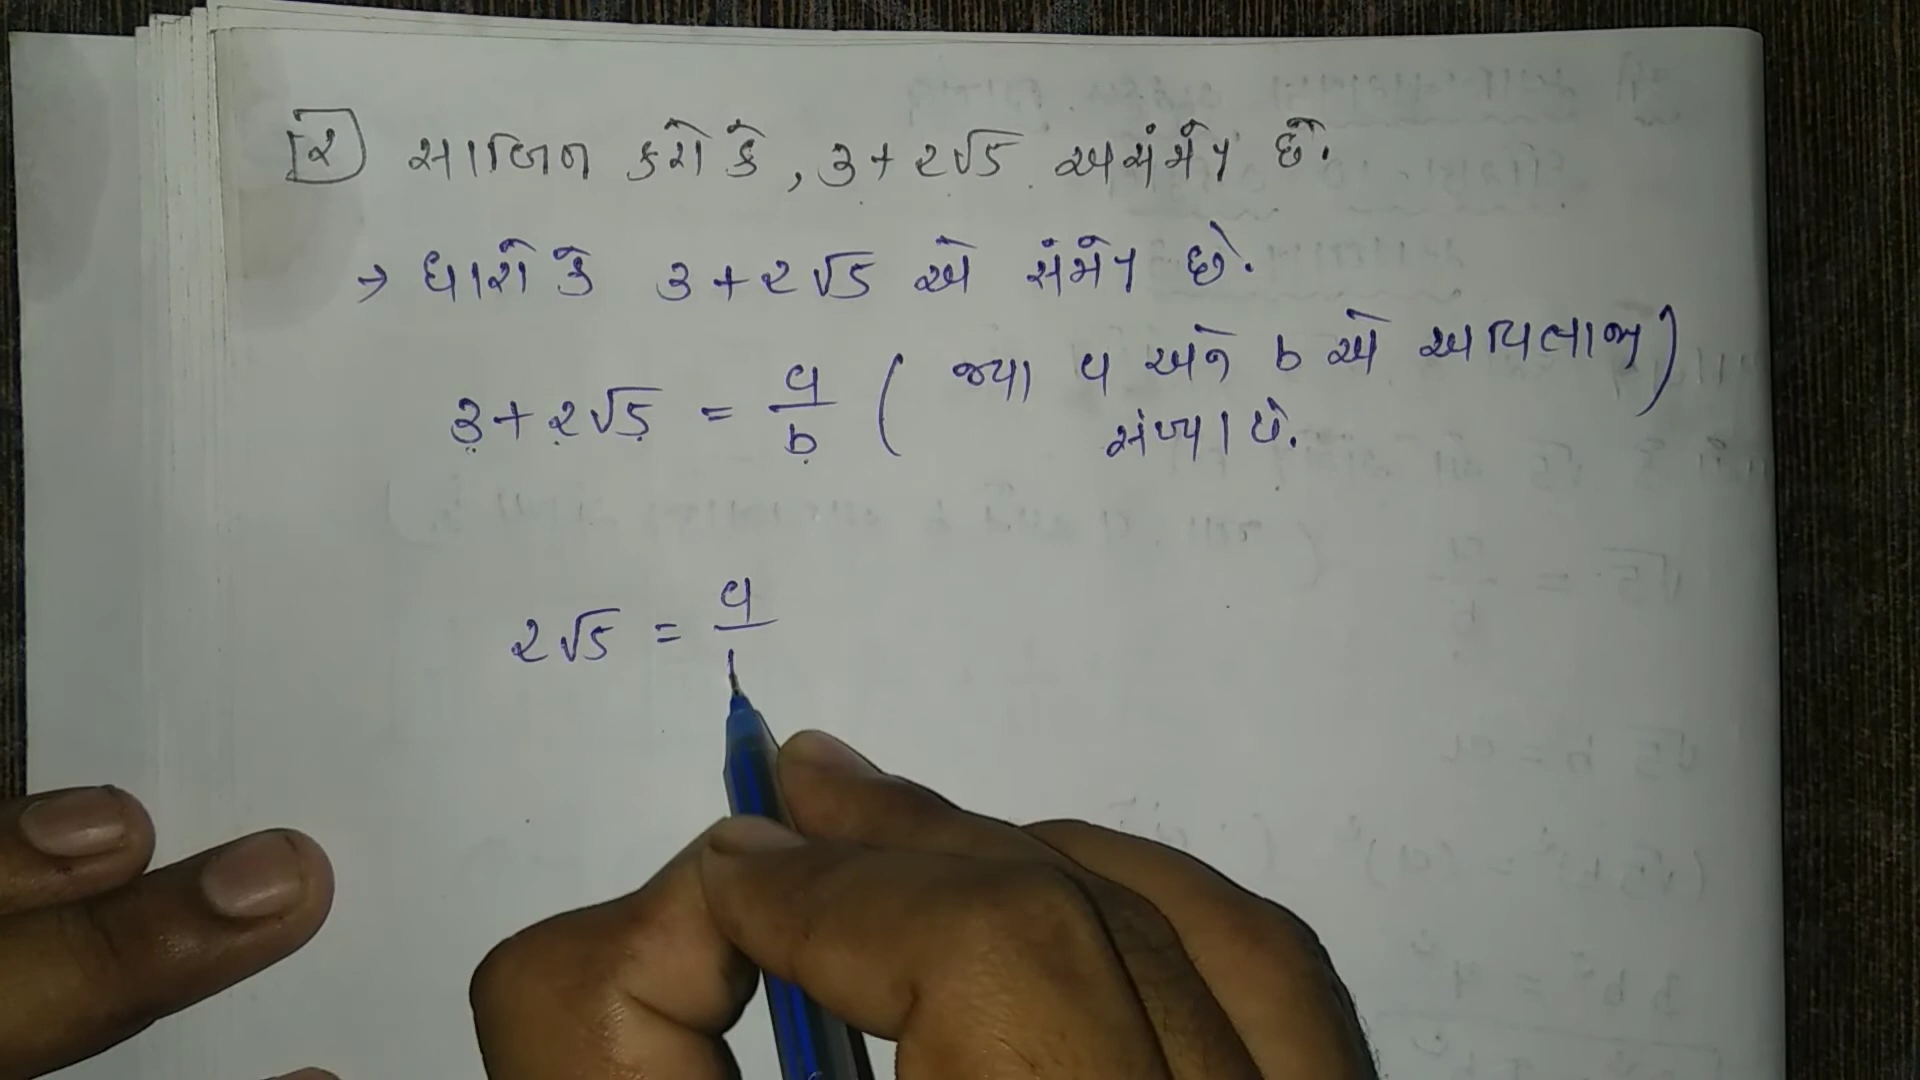 [૨] સાબિત કરો કે, ૩+૨√5 અસંમેય છે.
→ ધારો કે ૩+૨√5 એ સંમેય છે.
૩+૨√5 = a/b ( જ્યા a અને b એ અવિભાજ્ય
સંખ્યા છે. )
૨√5 = a/